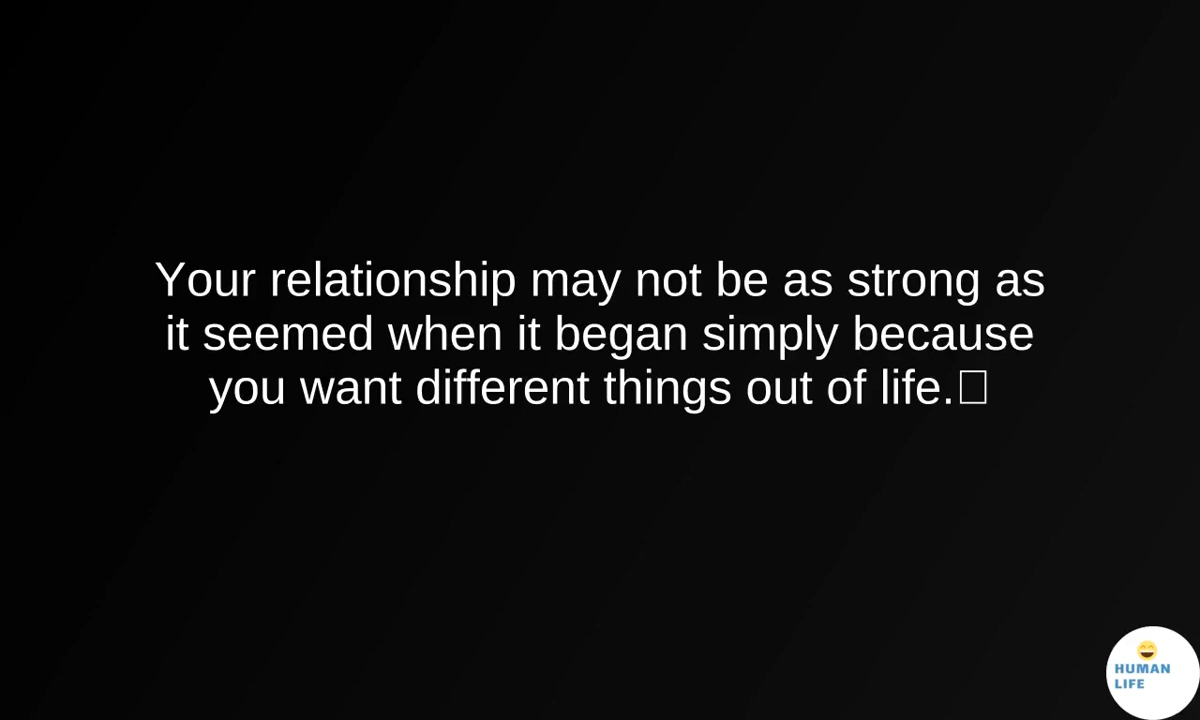 Your relationship may not be as strong as
it seemed when it began simply because
you want different things out of life.
HUMAN
LIFE